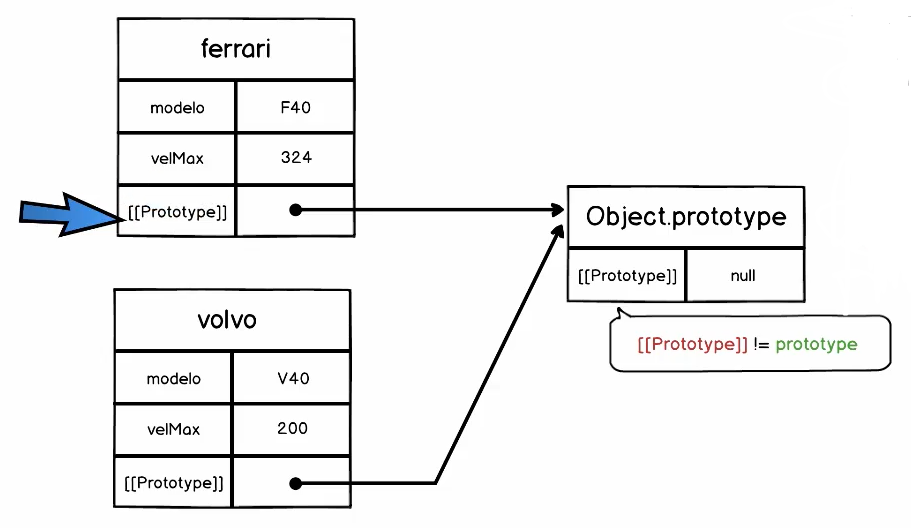 ferrari
modelo F40
velMax 324
[[Prototype]]
Object.prototype
[[Prototype]] null
[[Prototype]] != prototype
volvo
modelo V40
velMax 200
[[Prototype]]